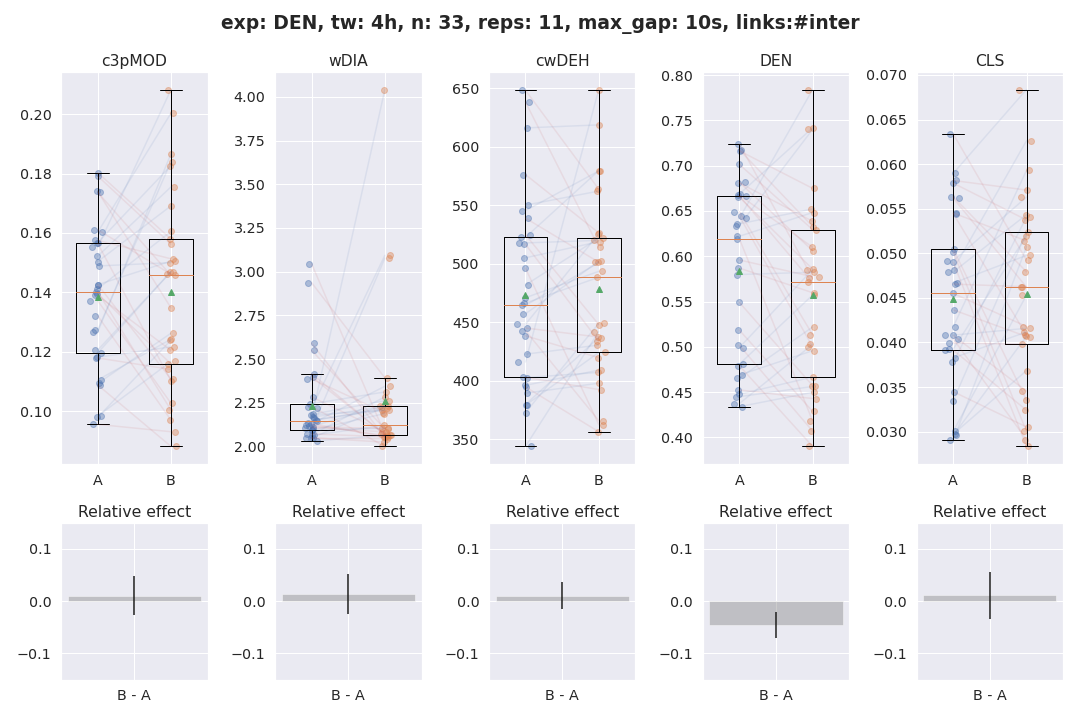 exp: DEN, tw: 4h, n: 33, reps: 11, max_gap: 10s, links:#inter
c3pMOD
wDIA
cwDEH
DEN
CLS
0.20
0.18
0.16
0.14
0.12
0.10
A
B
4.00
3.75
3.50
3.25
3.00
2.75
2.50
2.25
2.00
A
B
650
600
550
500
450
400
350
A
B
0.80
0.75
0.70
0.65
0.60
0.55
0.50
0.45
0.40
A
B
0.070
0.065
0.060
0.055
0.050
0.045
0.040
0.035
0.030
A
B
Relative effect
0.1
0.0
−0.1
B - A
Relative effect
0.1
0.0
−0.1
B - A
Relative effect
0.1
0.0
−0.1
B - A
Relative effect
0.1
0.0
−0.1
B - A
Relative effect
0.1
0.0
−0.1
B - A